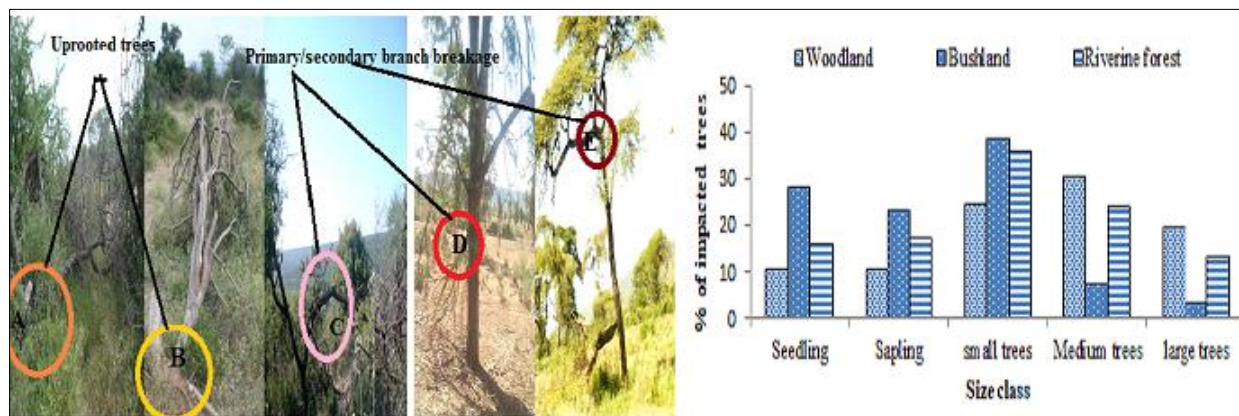 Uprooted trees
Primary/secondary branch breakage
A
B
C
D
E
Woodland Bushland Riverine forest
% of impacted trees
50
40
30
20
10
0
Seedling Sapling small trees Medium trees large trees
Size class